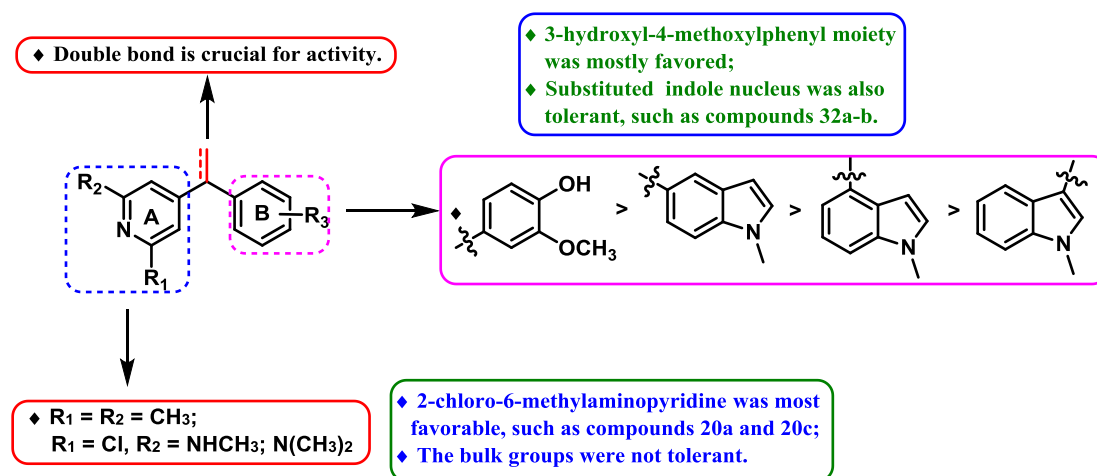 ♦ Double bond is crucial for activity.
♦ 3-hydroxyl-4-methoxylphenyl moiety
was mostly favored;
♦ Substituted indole nucleus was also
tolerant, such as compounds 32a-b.
R2
A
N
R1
B
R3
♦
OH
OCH3
>
N
>
N
>
N
♦ R1 = R2 = CH3;
R1 = Cl, R2 = NHCH3; N(CH3)2
♦ 2-chloro-6-methylaminopyridine was most
favorable, such as compounds 20a and 20c;
♦ The bulk groups were not tolerant.